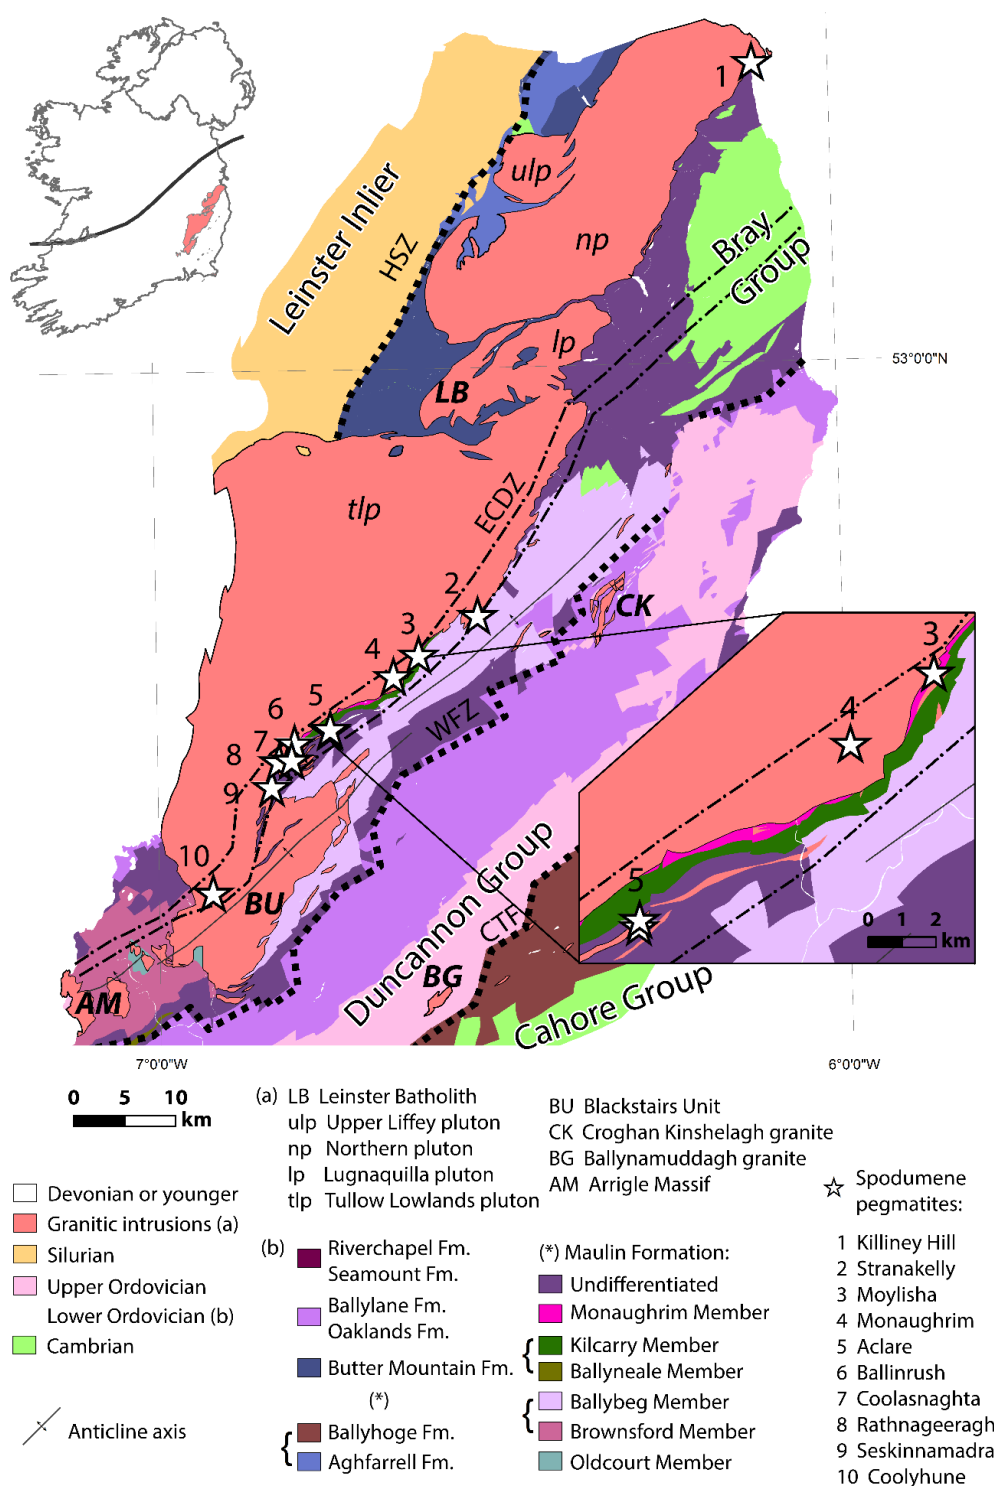 1
ulp
Leinster Inlier
HSZ
np
Bray
Group
lp
LB
53°0'0"N
tlp
ECDZ
2
CK
3
4
5
6
7
8
9
WFZ
10
BU
Duncannon Group
CTF
BG
Cahore Group
AM
3
4
5
0 1 2
km
7°0'0"W
6°0'0"W
0 5 10
km
(a) LB Leinster Batholith
ulp Upper Liffey pluton
np Northern pluton
lp Lugnaquilla pluton
tlp Tullow Lowlands pluton
BU Blackstairs Unit
CK Croghan Kinshelagh granite
BG Ballynamuddagh granite
AM Arrigle Massif
Devonian or younger
Granitic intrusions (a)
Silurian
Upper Ordovician
Lower Ordovician (b)
Cambrian
Anticline axis
(b) Riverchapel Fm.
Seamount Fm.
Ballylane Fm.
Oaklands Fm.
Butter Mountain Fm.
(*)
{ Ballyhoge Fm.
Aghfarrell Fm.
(*) Maulin Formation:
Undifferentiated
Monaughrim Member
{ Kilcarry Member
Ballyneale Member
{ Ballybeg Member
Brownsford Member
Oldcourt Member
Spodumene
pegmatites:
1 Killiney Hill
2 Stranakelly
3 Moylisha
4 Monaughrim
5 Aclare
6 Ballinrush
7 Coolasnaghta
8 Rathnageeragh
9 Seskinnamadra
10 Coolyhune